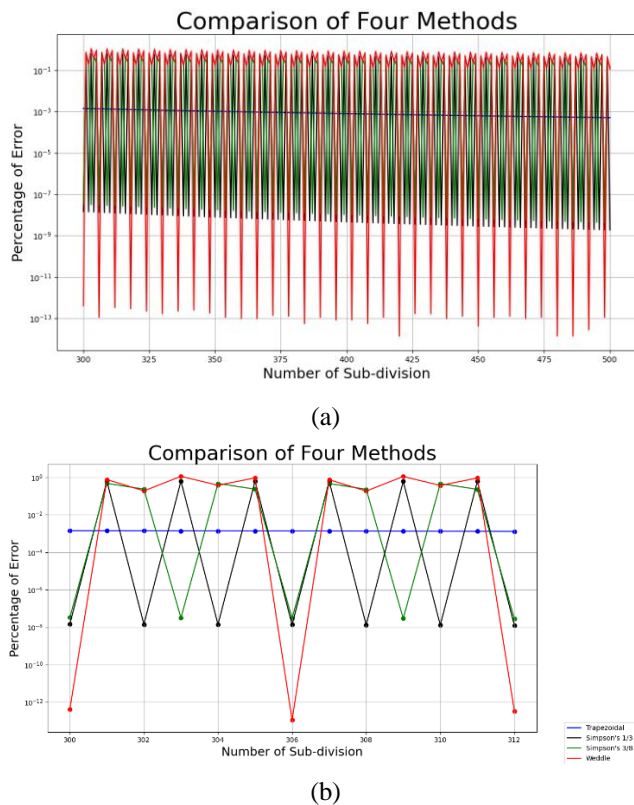 Comparison of Four Methods
Percentage of Error
10⁻¹
10⁻³
10⁻⁵
10⁻⁷
10⁻⁹
10⁻¹¹
10⁻¹³
300 325 350 375 400 425 450 475 500
Number of Sub-division
(a)
Comparison of Four Methods
Percentage of Error
10⁰
10⁻²
10⁻⁴
10⁻⁶
10⁻⁸
10⁻¹⁰
10⁻¹²
300 302 304 306 308 310 312
Number of Sub-division
Trapezoidal
Simpson's 1/3
Simpson's 3/8
Weddle
(b)